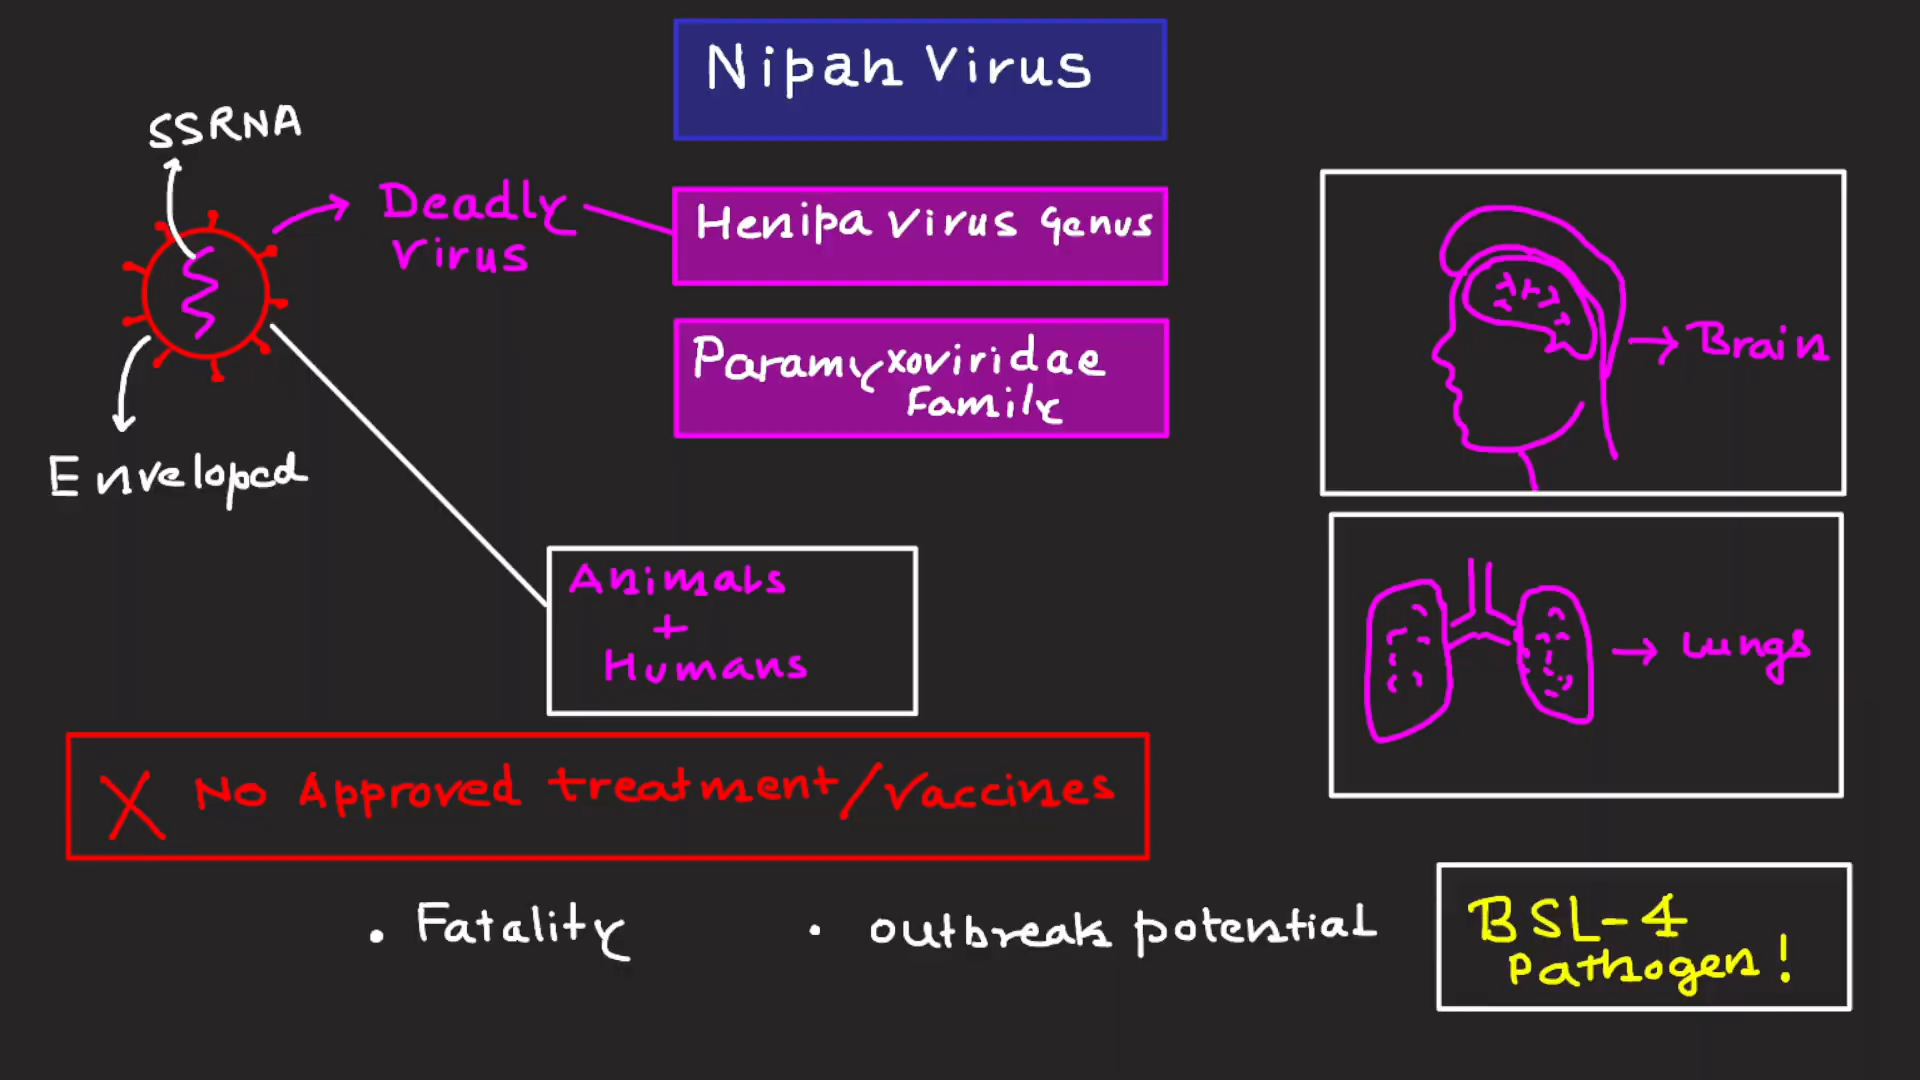 Nipah Virus
SSRNA
Deadly
Virus
Henipa Virus Genus
Paramyxoviridae
Family
Enveloped
Animals
+
Humans
Brain
Lungs
X No Approved treatment/vaccines
• Fatality
• outbreak potential
BSL-4
Pathogen!